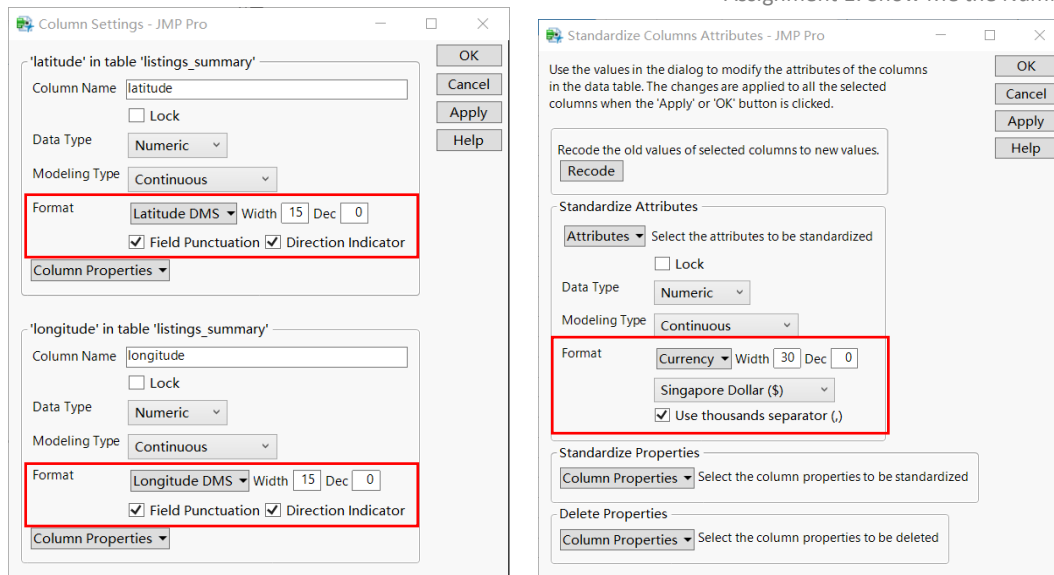 Assignment 1: Show Me the Num
Column Settings - JMP Pro
'latitude' in table 'listings_summary'
OK
Cancel
Apply
Help
Column Name latitude
Lock
Data Type Numeric
Modeling Type Continuous
Format Latitude DMS Width 15 Dec 0
Field Punctuation Direction Indicator
Column Properties
'longitude' in table 'listings_summary'
Column Name longitude
Lock
Data Type Numeric
Modeling Type Continuous
Format Longitude DMS Width 15 Dec 0
Field Punctuation Direction Indicator
Column Properties
Standardize Columns Attributes - JMP Pro
Use the values in the dialog to modify the attributes of the columns
in the data table. The changes are applied to all the selected
columns when the 'Apply' or 'OK' button is clicked.
OK
Cancel
Apply
Help
Recode the old values of selected columns to new values.
Recode
Standardize Attributes
Attributes Select the attributes to be standardized
Lock
Data Type Numeric
Modeling Type Continuous
Format Currency Width 30 Dec 0
Singapore Dollar ($)
Use thousands separator (,)
Standardize Properties
Column Properties Select the column properties to be standardized
Delete Properties
Column Properties Select the column properties to be deleted